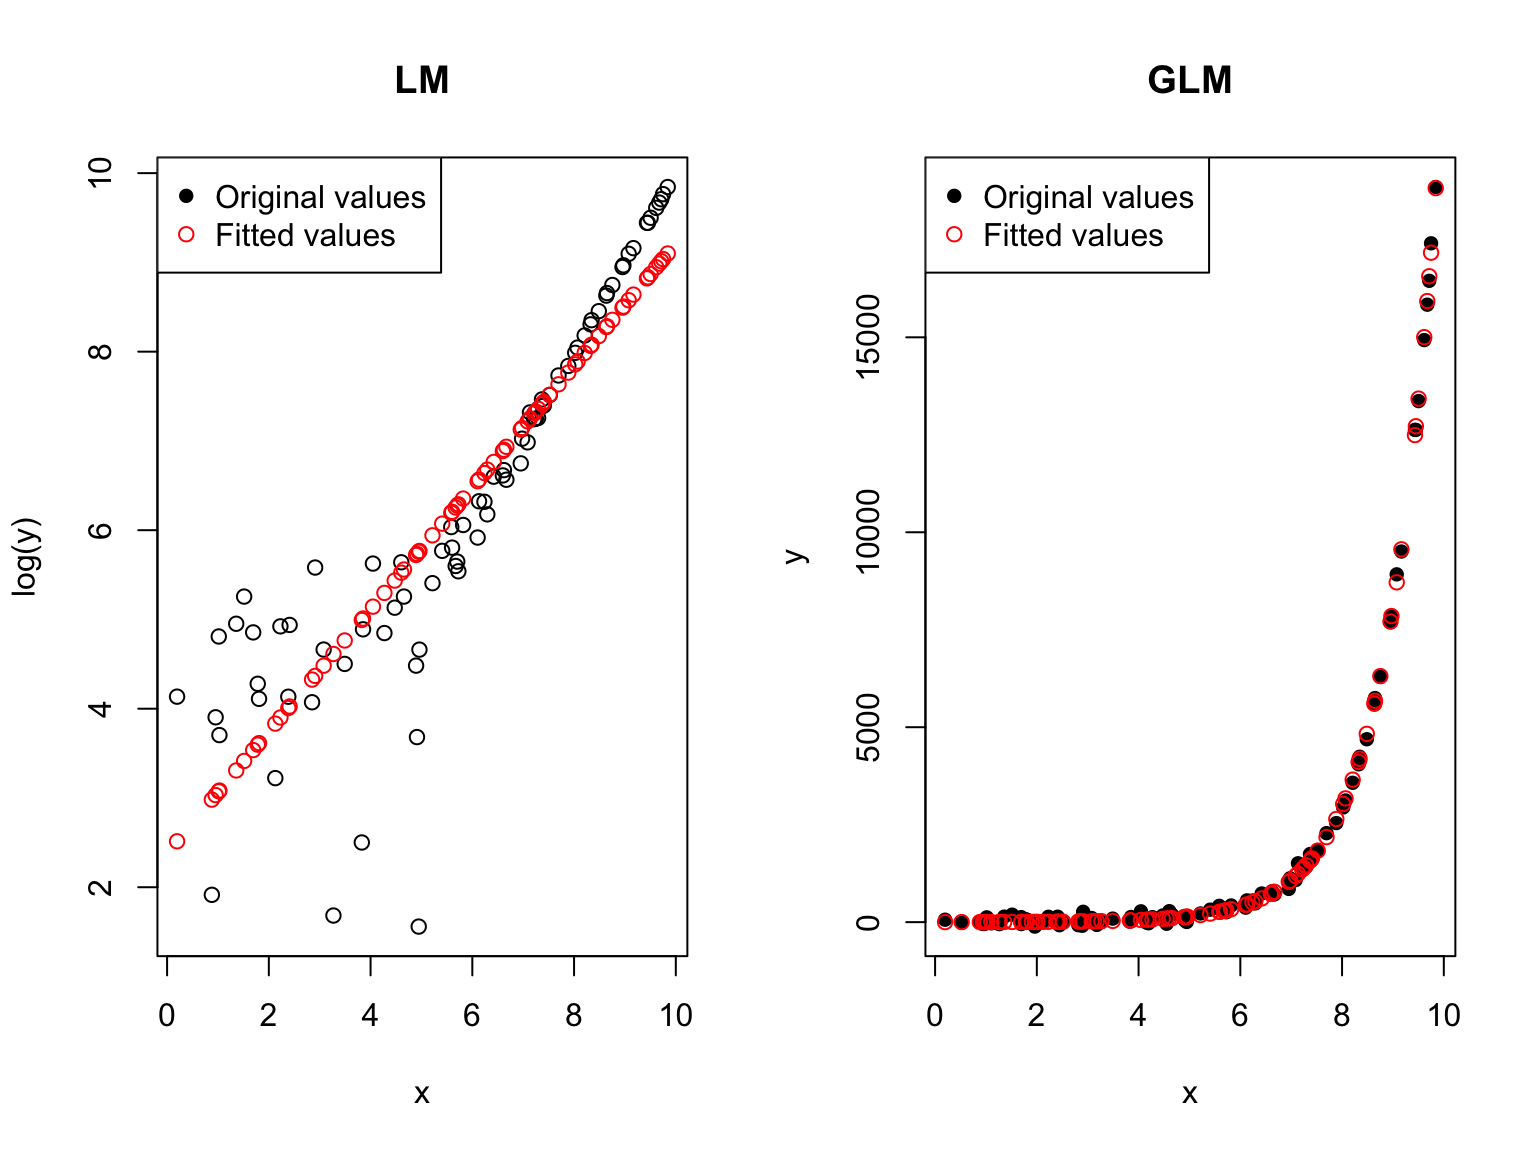 LM
Original values
Fitted values
log(y)
10
8
6
4
2
0 2 4 6 8 10
x
GLM
Original values
Fitted values
y
15000
10000
5000
0
0 2 4 6 8 10
x